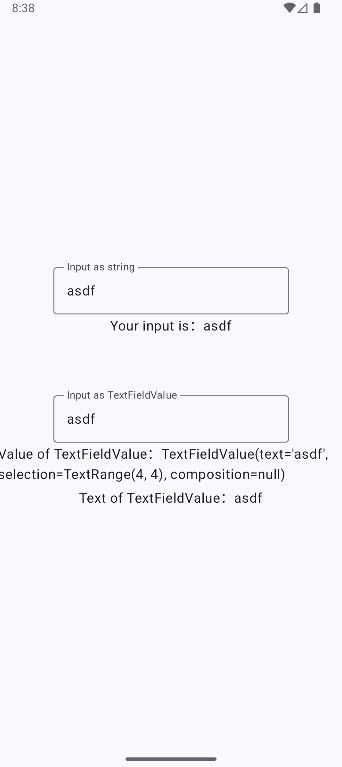 8:38
Input as string
asdf
Your input is：asdf
Input as TextFieldValue
asdf
Value of TextFieldValue：TextFieldValue(text='asdf',
selection=TextRange(4, 4), composition=null)
Text of TextFieldValue：asdf